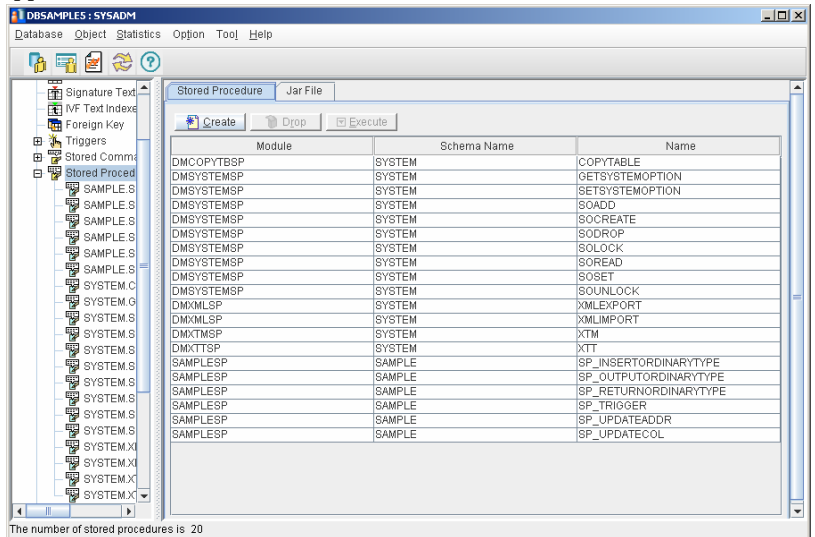 DBSAMPLE5 : SYSADM
Database Object Statistics Option Tool Help
Signature Text
IVF Text Indexe
Foreign Key
Triggers
Stored Comma
Stored Proced
SAMPLE.S
SAMPLE.S
SAMPLE.S
SAMPLE.S
SAMPLE.S
SAMPLE.S
SYSTEM.C
SYSTEM.G
SYSTEM.S
SYSTEM.S
SYSTEM.S
SYSTEM.S
SYSTEM.S
SYSTEM.S
SYSTEM.S
SYSTEM.S
SYSTEM.XI
SYSTEM.XI
SYSTEM.X
SYSTEM.X
Stored Procedure Jar File
Create Drop Execute
Module Schema Name Name
DMCOPYTBSP SYSTEM COPYTABLE
DMSYSTEMSP SYSTEM GETSYSTEMOPTION
DMSYSTEMSP SYSTEM SETSYSTEMOPTION
DMSYSTEMSP SYSTEM SOADD
DMSYSTEMSP SYSTEM SOCREATE
DMSYSTEMSP SYSTEM SODROP
DMSYSTEMSP SYSTEM SOLOCK
DMSYSTEMSP SYSTEM SOREAD
DMSYSTEMSP SYSTEM SOSET
DMSYSTEMSP SYSTEM SOUNLOCK
DMXMLSP SYSTEM XMLEXPORT
DMXMLSP SYSTEM XMLIMPORT
DMXTMSP SYSTEM XTM
DMXTTSP SYSTEM XTT
SAMPLESP SAMPLE SP_INSERTORDINARYTYPE
SAMPLESP SAMPLE SP_OUTPUTORDINARYTYPE
SAMPLESP SAMPLE SP_RETURNORDINARYTYPE
SAMPLESP SAMPLE SP_TRIGGER
SAMPLESP SAMPLE SP_UPDATEADDR
SAMPLESP SAMPLE SP_UPDATECOL
The number of stored procedures is 20